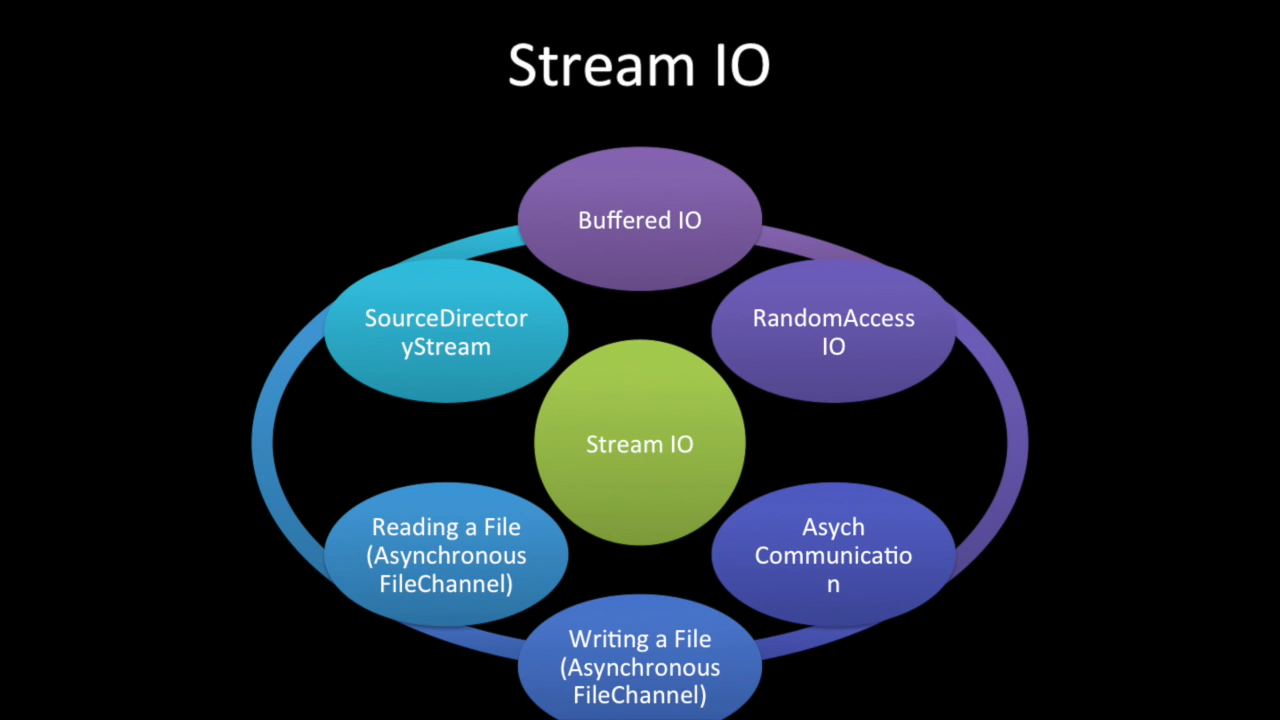 Stream IO
Buffered IO
RandomAccess
IO
Asych
Communicatio
n
Writing a File
(Asynchronous
FileChannel)
Reading a File
(Asynchronous
FileChannel)
SourceDirector
yStream
Stream IO